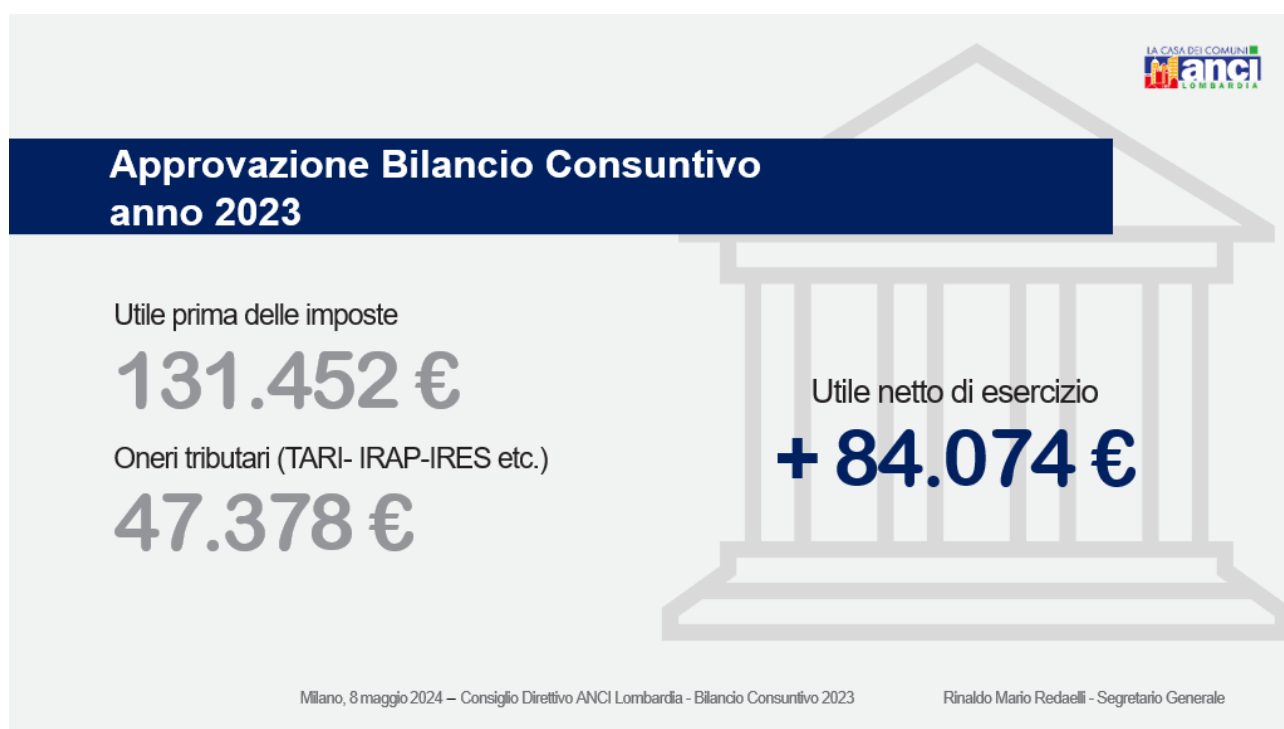 LA CASA DEI COMUNI
anci
LOMBARDIA
Approvazione Bilancio Consuntivo
anno 2023
Utile prima delle imposte
131.452 €
Oneri tributari (TARI- IRAP-IRES etc.)
47.378 €
Utile netto di esercizio
+ 84.074 €
Milano, 8 maggio 2024 – Consiglio Direttivo ANCI Lombardia - Bilancio Consuntivo 2023
Rinaldo Mario Redaelli - Segretario Generale